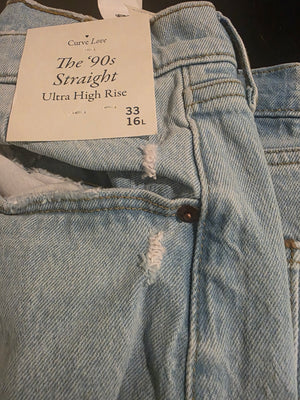 Curve Love
The '90s
Straight
Ultra High Rise
33
16L